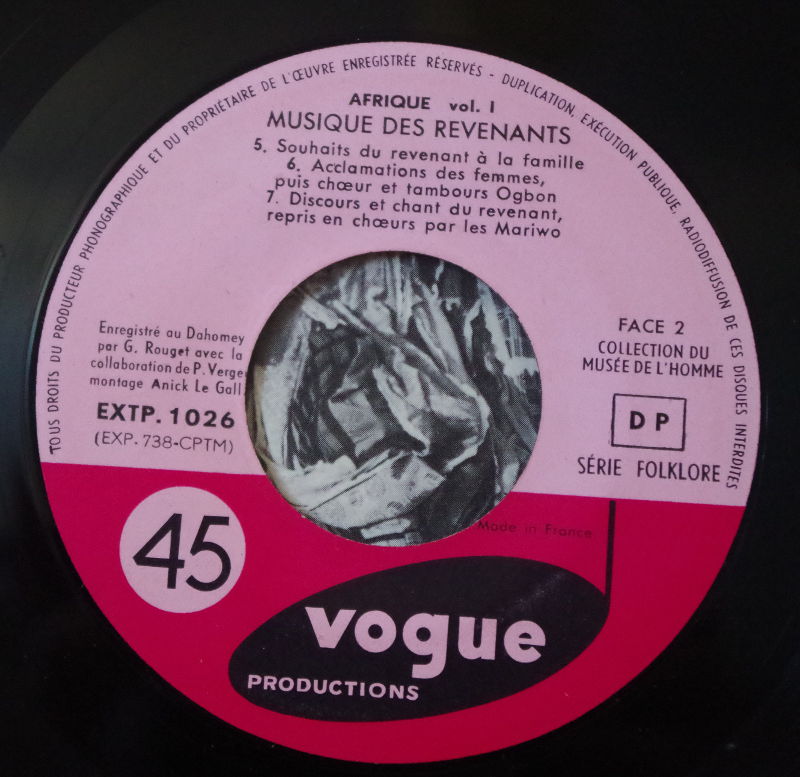 TOUS DROITS DU PRODUCTEUR PHONOGRAPHIQUE ET DU PROPRIÉTAIRE DE L'ŒUVRE ENREGISTRÉE RÉSERVÉS - DUPLICATION, EXÉCUTION PUBLIQUE, RADIODIFFUSION DE CES DISQUES INTERDITES
AFRIQUE vol. I
MUSIQUE DES REVENANTS
5. Souhaits du revenant à la famille
6. Acclamations des femmes,
puis chœur et tambours Ogbon
7. Discours et chant du revenant,
repris en chœurs par les Mariwo
Enregistré au Dahomey
par G. Rouget avec la
collaboration de P. Verge
montage Anick Le Gall
EXTP. 1026
(EXP. 738-CPTM)
FACE 2
COLLECTION DU
MUSÉE DE L'HOMME
DP
SÉRIE FOLKLORE
Made in France
45
vogue
PRODUCTIONS